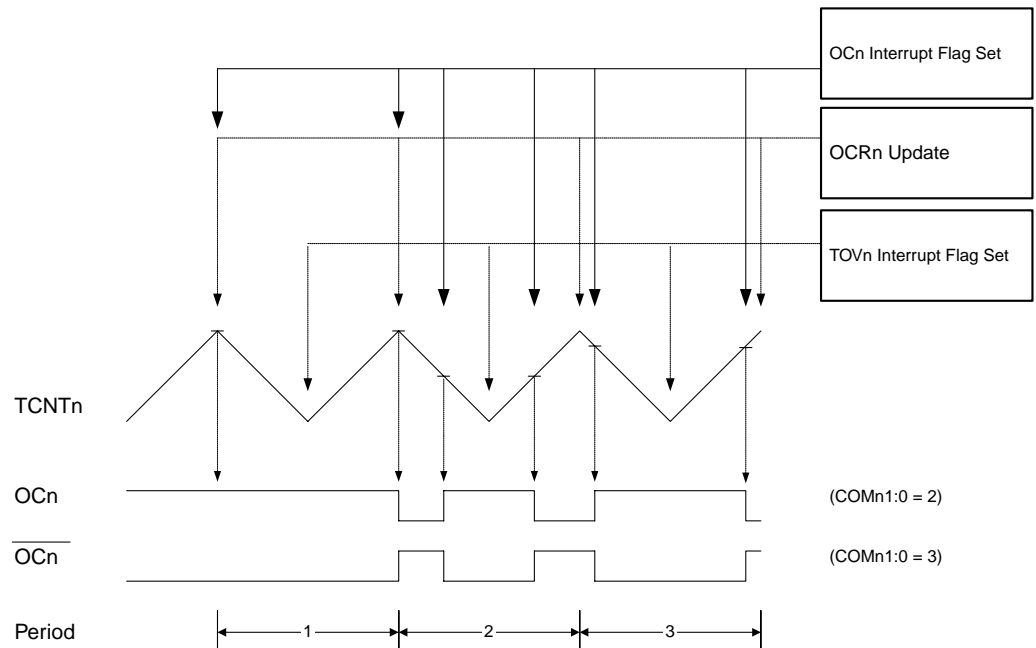 OCn Interrupt Flag Set
OCRn Update
TOVn Interrupt Flag Set
TCNTn
OCn
(COMn1:0 = 2)
OCn
(COMn1:0 = 3)
Period
1
2
3